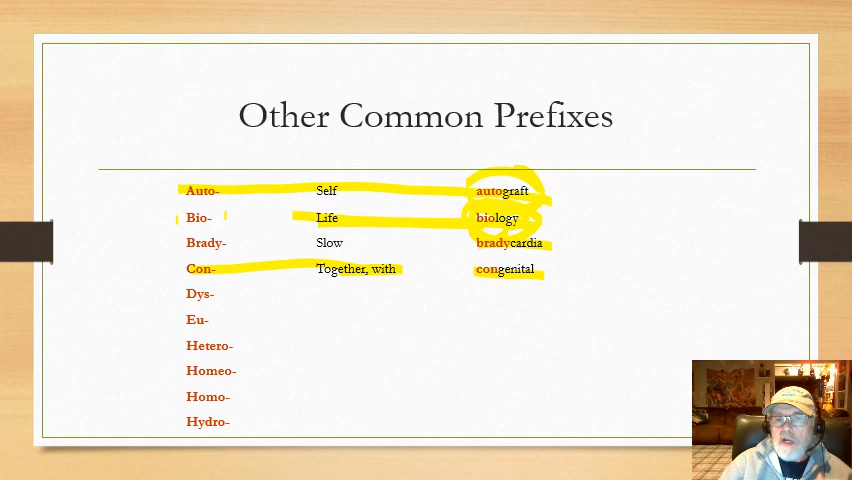 Other Common Prefixes
Auto- Self autograft
Bio- Life biology
Brady- Slow bradycardia
Con- Together, with congenital
Dys-
Eu-
Hetero-
Homeo-
Homo-
Hydro-